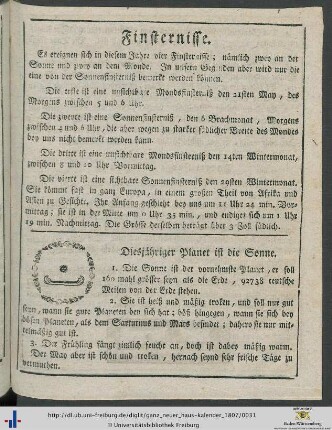 Finsternisse.
Es ereignen sich in diesem Jahre vier Finsternisse; nämlich zwey an der
Sonne und zwey an dem Monde. In unsern Gegenden aber wird nur die
eine von der Sonnenfinsterniß bemerkt werden können.
Die erste ist eine unsichtbare Mondsfinsterniß den 21sten May, des
Morgens zwischen 5 und 6 Uhr.
Die zweyte ist eine Sonnenfinsterniß, den 6 Brachmonat, Morgens
zwischen 4 und 6 Uhr, die aber wegen zu starker südlicher Breite des Mondes
bey uns nicht bemerkt werden kann.
Die dritte ist eine unsichtbare Mondsfinsterniß den 14ten Wintermonat,
zwischen 8 und 10 Uhr, Vormittag.
Die vierte ist eine sichtbare Sonnenfinsterniß den 29sten Wintermonat.
Sie kömmt fast in ganz Europa, in einem großen Theil von Afrika und
Asien zu Gesichte. Ihr Anfang geschieht bey uns um 11 Uhr 23 min. Vor-
mittag; sie ist in der Mitte um 0 Uhr 35 min., und endiget sich um 1 Uhr
19 min. Nachmittag. Die Größe derselben beträgt über 3 Zoll südlich.
Diesjähriger Planet ist die Sonne.
1. Die Sonne ist der vornehmste Planet, er soll
160 mahl grösser seyn als die Erde, 92738 teutsche
Meilen von der Erde stehen.
2. Sie ist heiß und mäßig troken, und soll nur gut
seyn, wann sie gute Planeten den sich hat; böß hingegen, wann sie sich bey
bösen Planeten, als dem Saturnus und Mars befindet; dahero sie nur mit-
telmäßig gut ist.
3. Der Frühling fängt zimlich feucht an, doch ist dabey mäßig warm.
Der May aber ist schön und troken, hernach seynd sehr frische Täge zu
vermuthen.
http://dl.ub.uni-freiburg.de/diglit/ganz_neuer_haus-kalender_1807/0031
© Universitätsbibliothek Freiburg
Baden-Württemberg